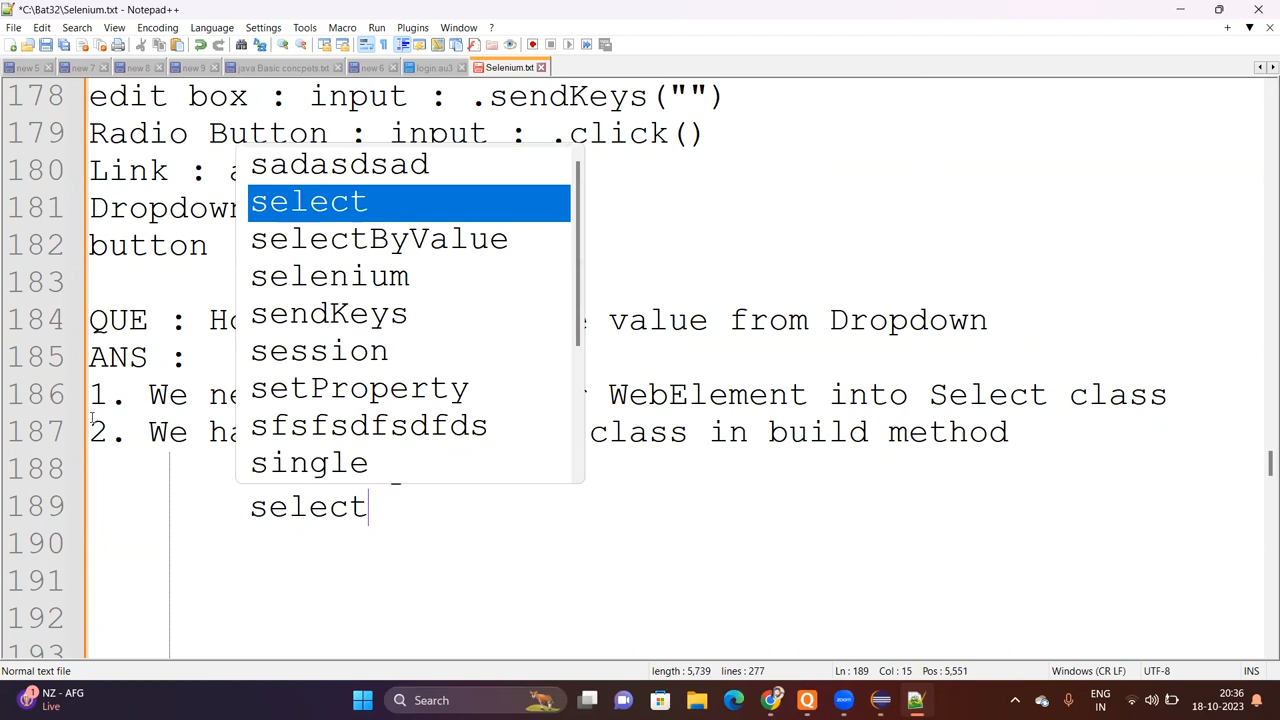 *C:\Bat32\Selenium.txt - Notepad++
File Edit Search View Encoding Language Settings Tools Macro Run Plugins Window ?
new 5 new 7 new 8 new 9 java Basic concpets.txt new 6 login au3 Selenium.txt
178 edit box : input : .sendKeys("")
179 Radio Button : input : .click()
180 Link :
181 Dropdown
182 button
183
184 QUE : value from Dropdown
185 ANS :
186 1. We WebElement into Select class
187 2. We class in build method
188
189 select
190
191
192
193
sadasdsad
select
selectByValue
selenium
sendKeys
session
setProperty
sfsfsdfsdfds
single
Normal text file length : 5,739 lines : 277 Ln : 189 Col : 15 Pos : 5,551 Windows (CR LF) UTF-8 INS
1 NZ - AFG
Live
Search
ENG
IN
20:36
18-10-2023